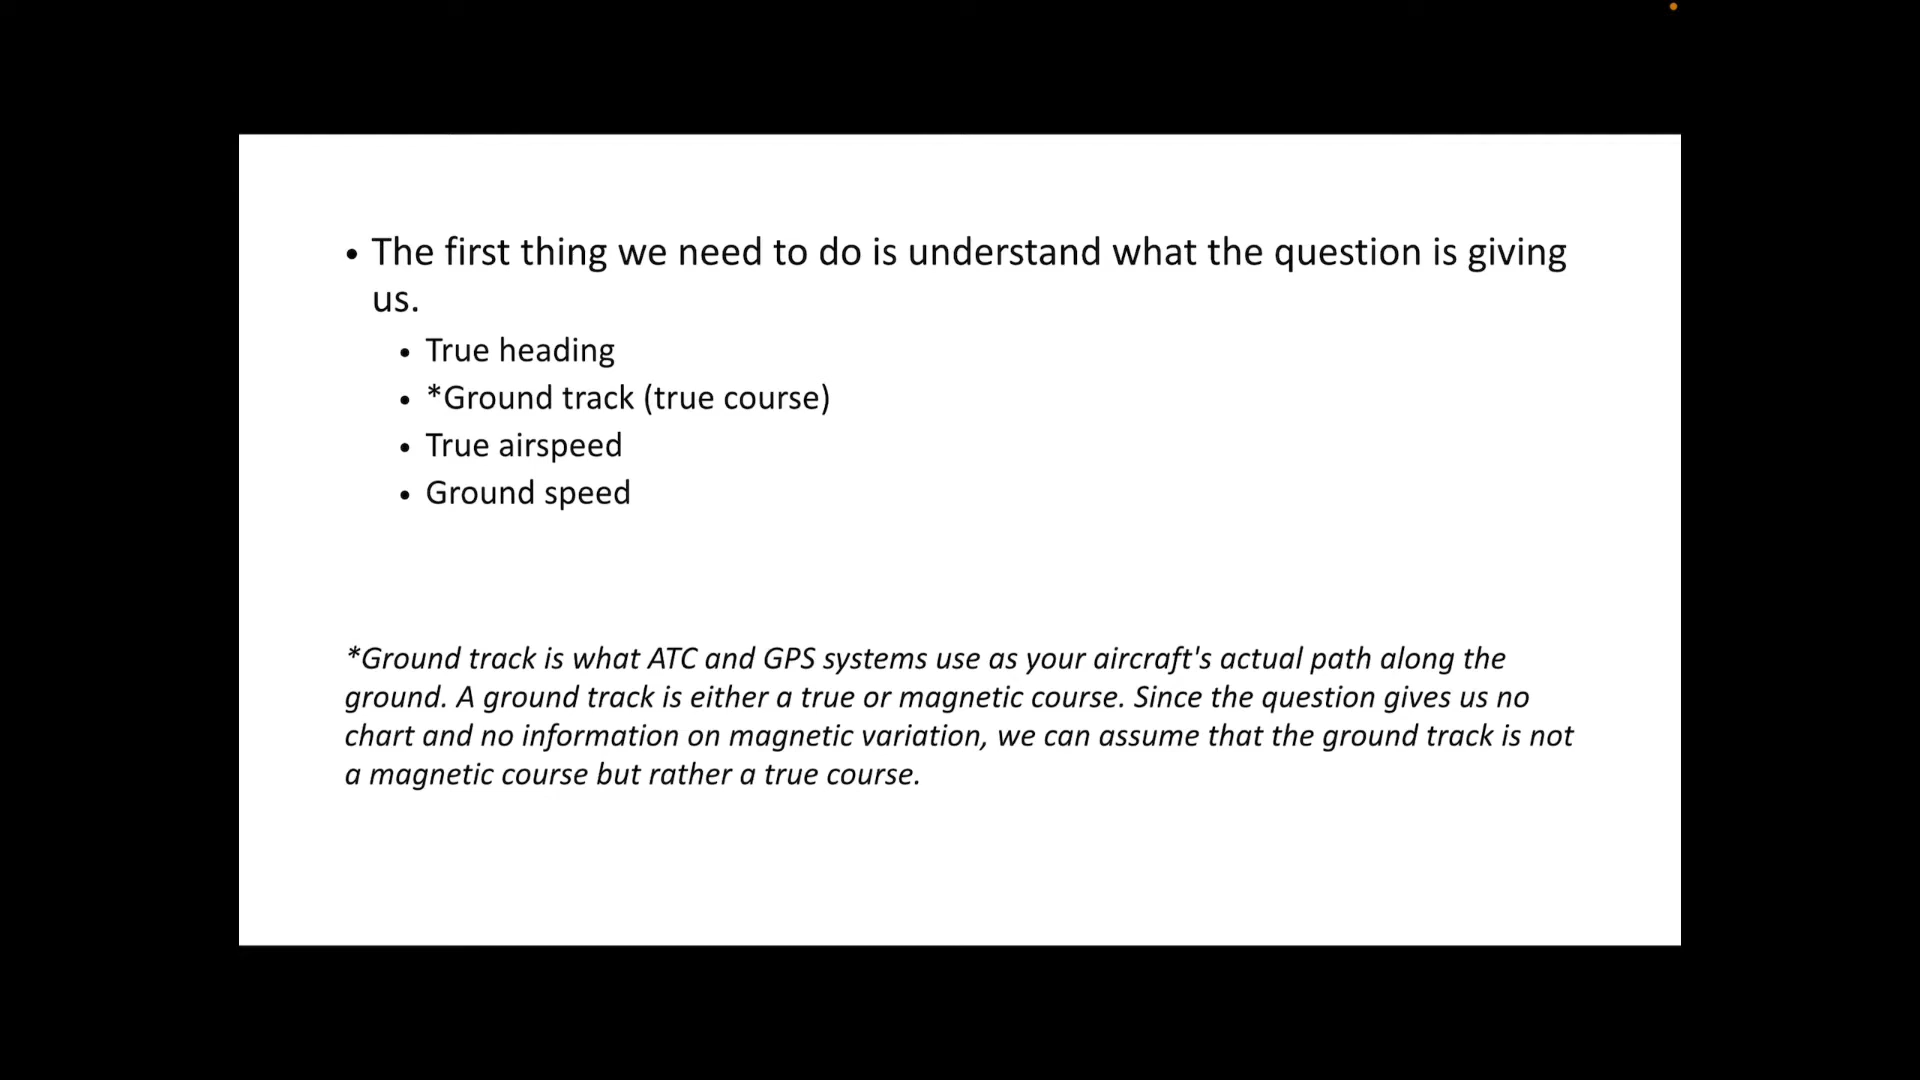 • The first thing we need to do is understand what the question is giving
us.
• True heading
• *Ground track (true course)
• True airspeed
• Ground speed
*Ground track is what ATC and GPS systems use as your aircraft's actual path along the
ground. A ground track is either a true or magnetic course. Since the question gives us no
chart and no information on magnetic variation, we can assume that the ground track is not
a magnetic course but rather a true course.